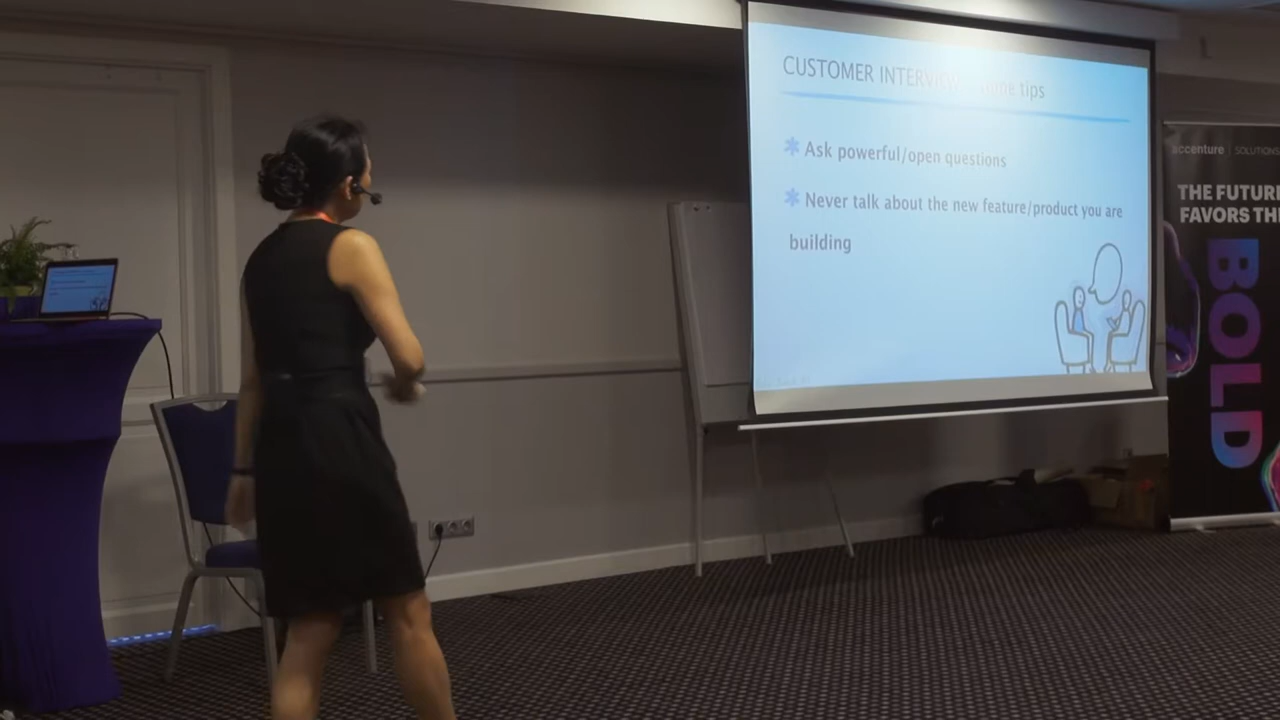 CUSTOMER INTERVIEW some tips
Ask powerful/open questions
Never talk about the new feature/product you are
building
accenture | SOLUTIONS
THE FUTURE
FAVORS THE
BOLD